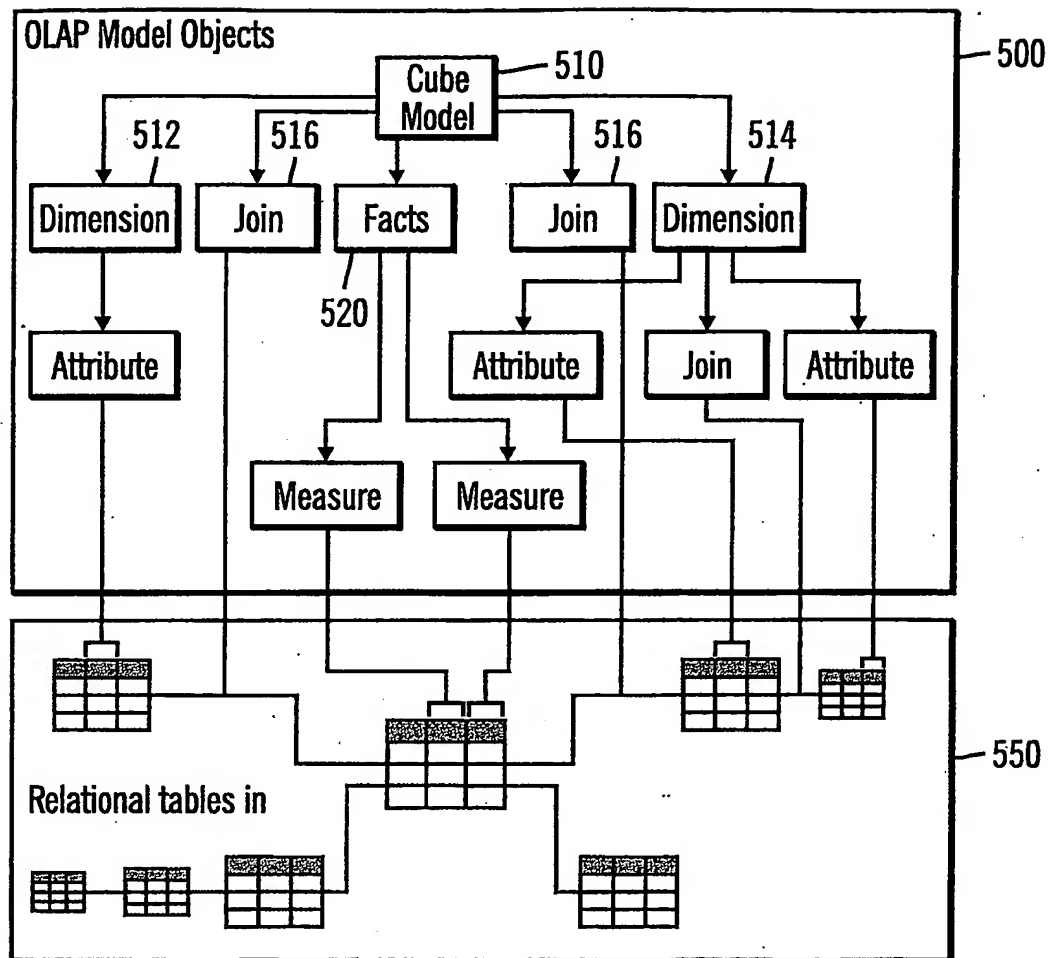 OLAP Model Objects
500
Cube
Model
510
512
516
516
514
Dimension
Join
Facts
Join
Dimension
520
Attribute
Attribute
Join
Attribute
Measure
Measure
550
Relational tables in